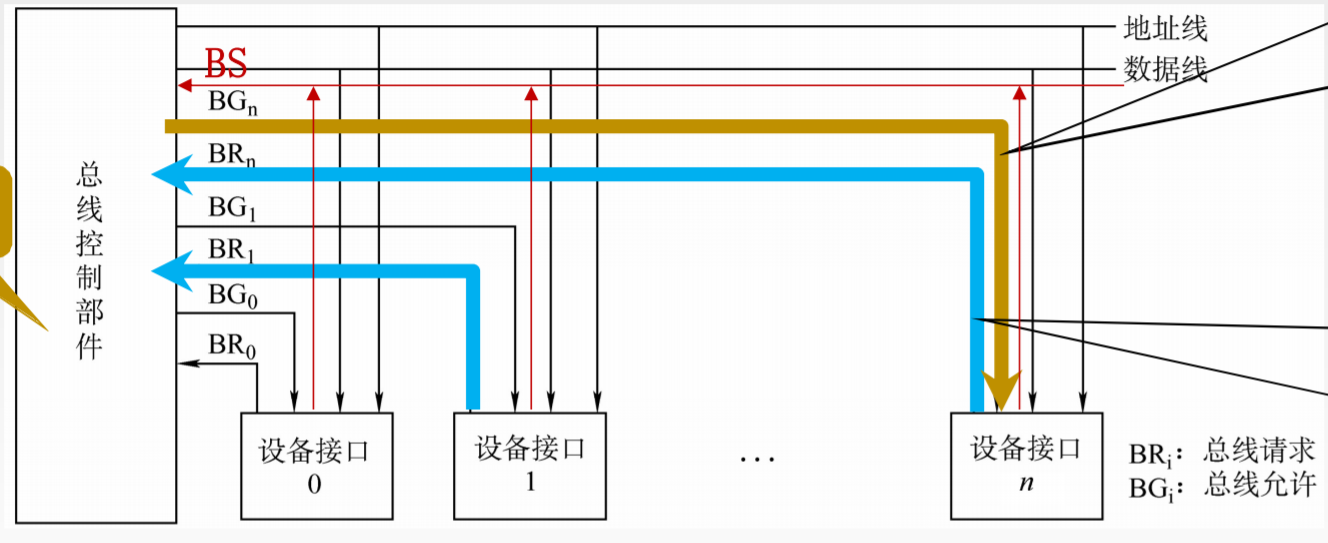 地址线
BS
数据线
BGn
BRn
BG1
BR1
BG0
BR0
总线控制部件
设备接口
0
设备接口
1
...
设备接口
n
BRi：总线请求
BGi：总线允许